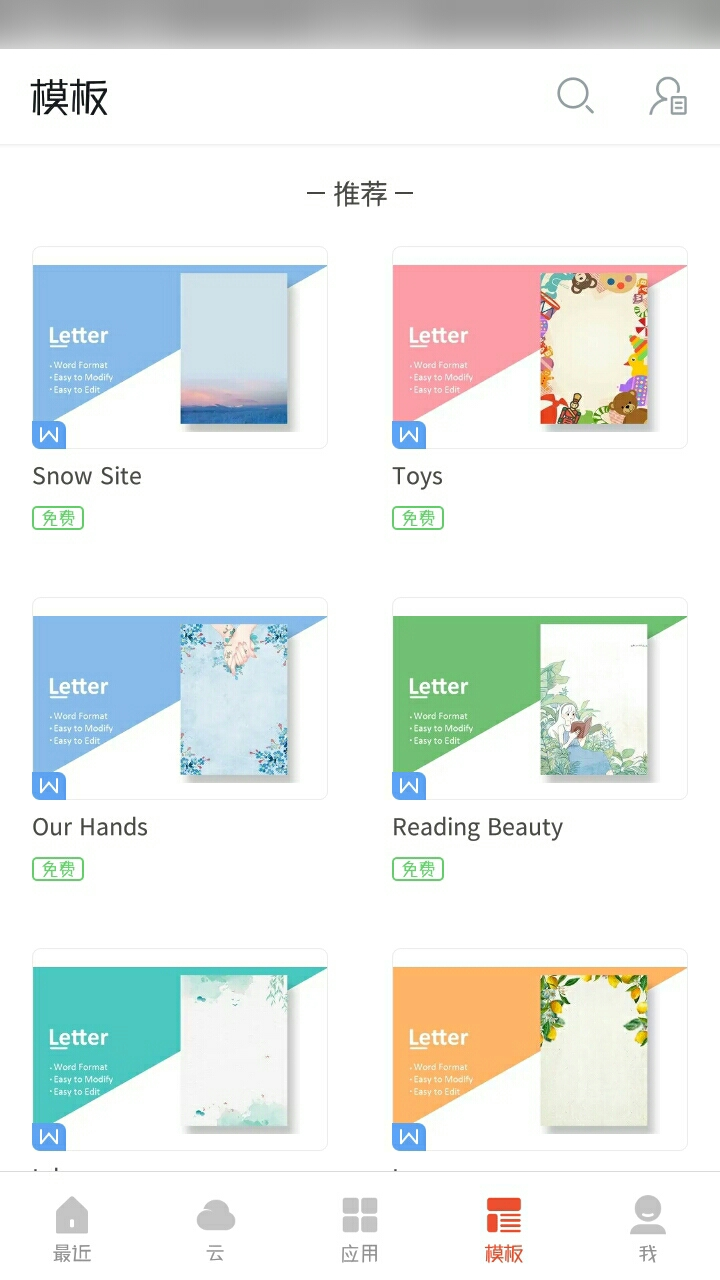 模板
推荐
Letter
Word Format
Easy to Modify
Easy to Edit
Snow Site
免费
Letter
Word Format
Easy to Modify
Easy to Edit
Toys
免费
Letter
Word Format
Easy to Modify
Easy to Edit
Our Hands
免费
Letter
Word Format
Easy to Modify
Easy to Edit
Reading Beauty
免费
Letter
Word Format
Easy to Modify
Easy to Edit
Letter
Word Format
Easy to Modify
Easy to Edit
最近
云
应用
模板
我